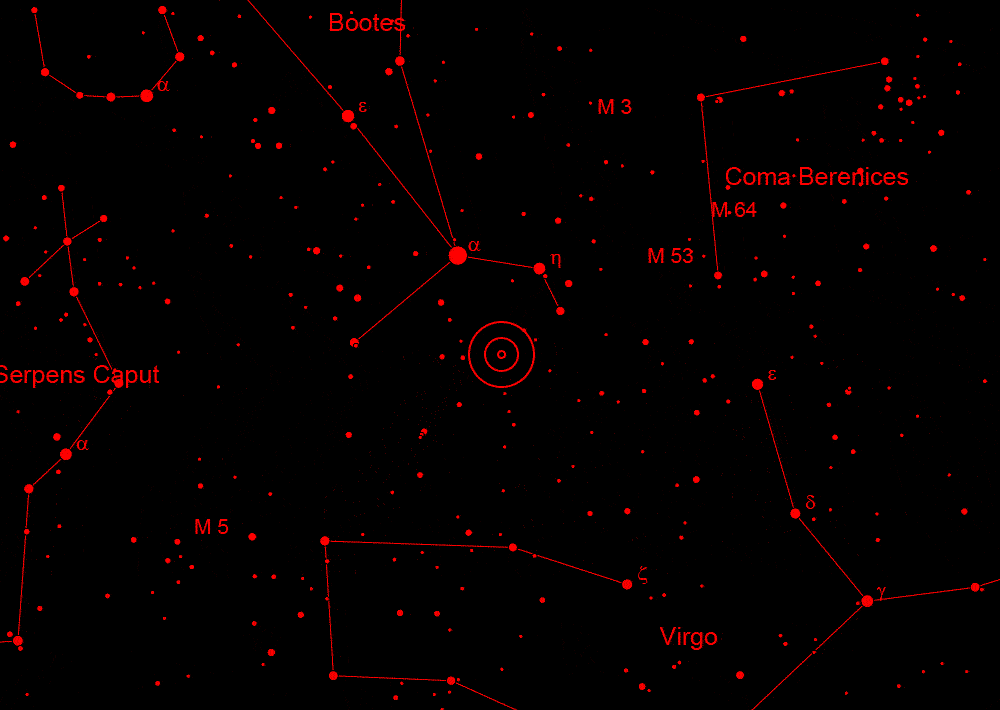 Bootes
α
ε
M 3
Coma Berenices
M 64
α
η
M 53
Serpens Caput
ε
α
δ
M 5
ζ
γ
Virgo